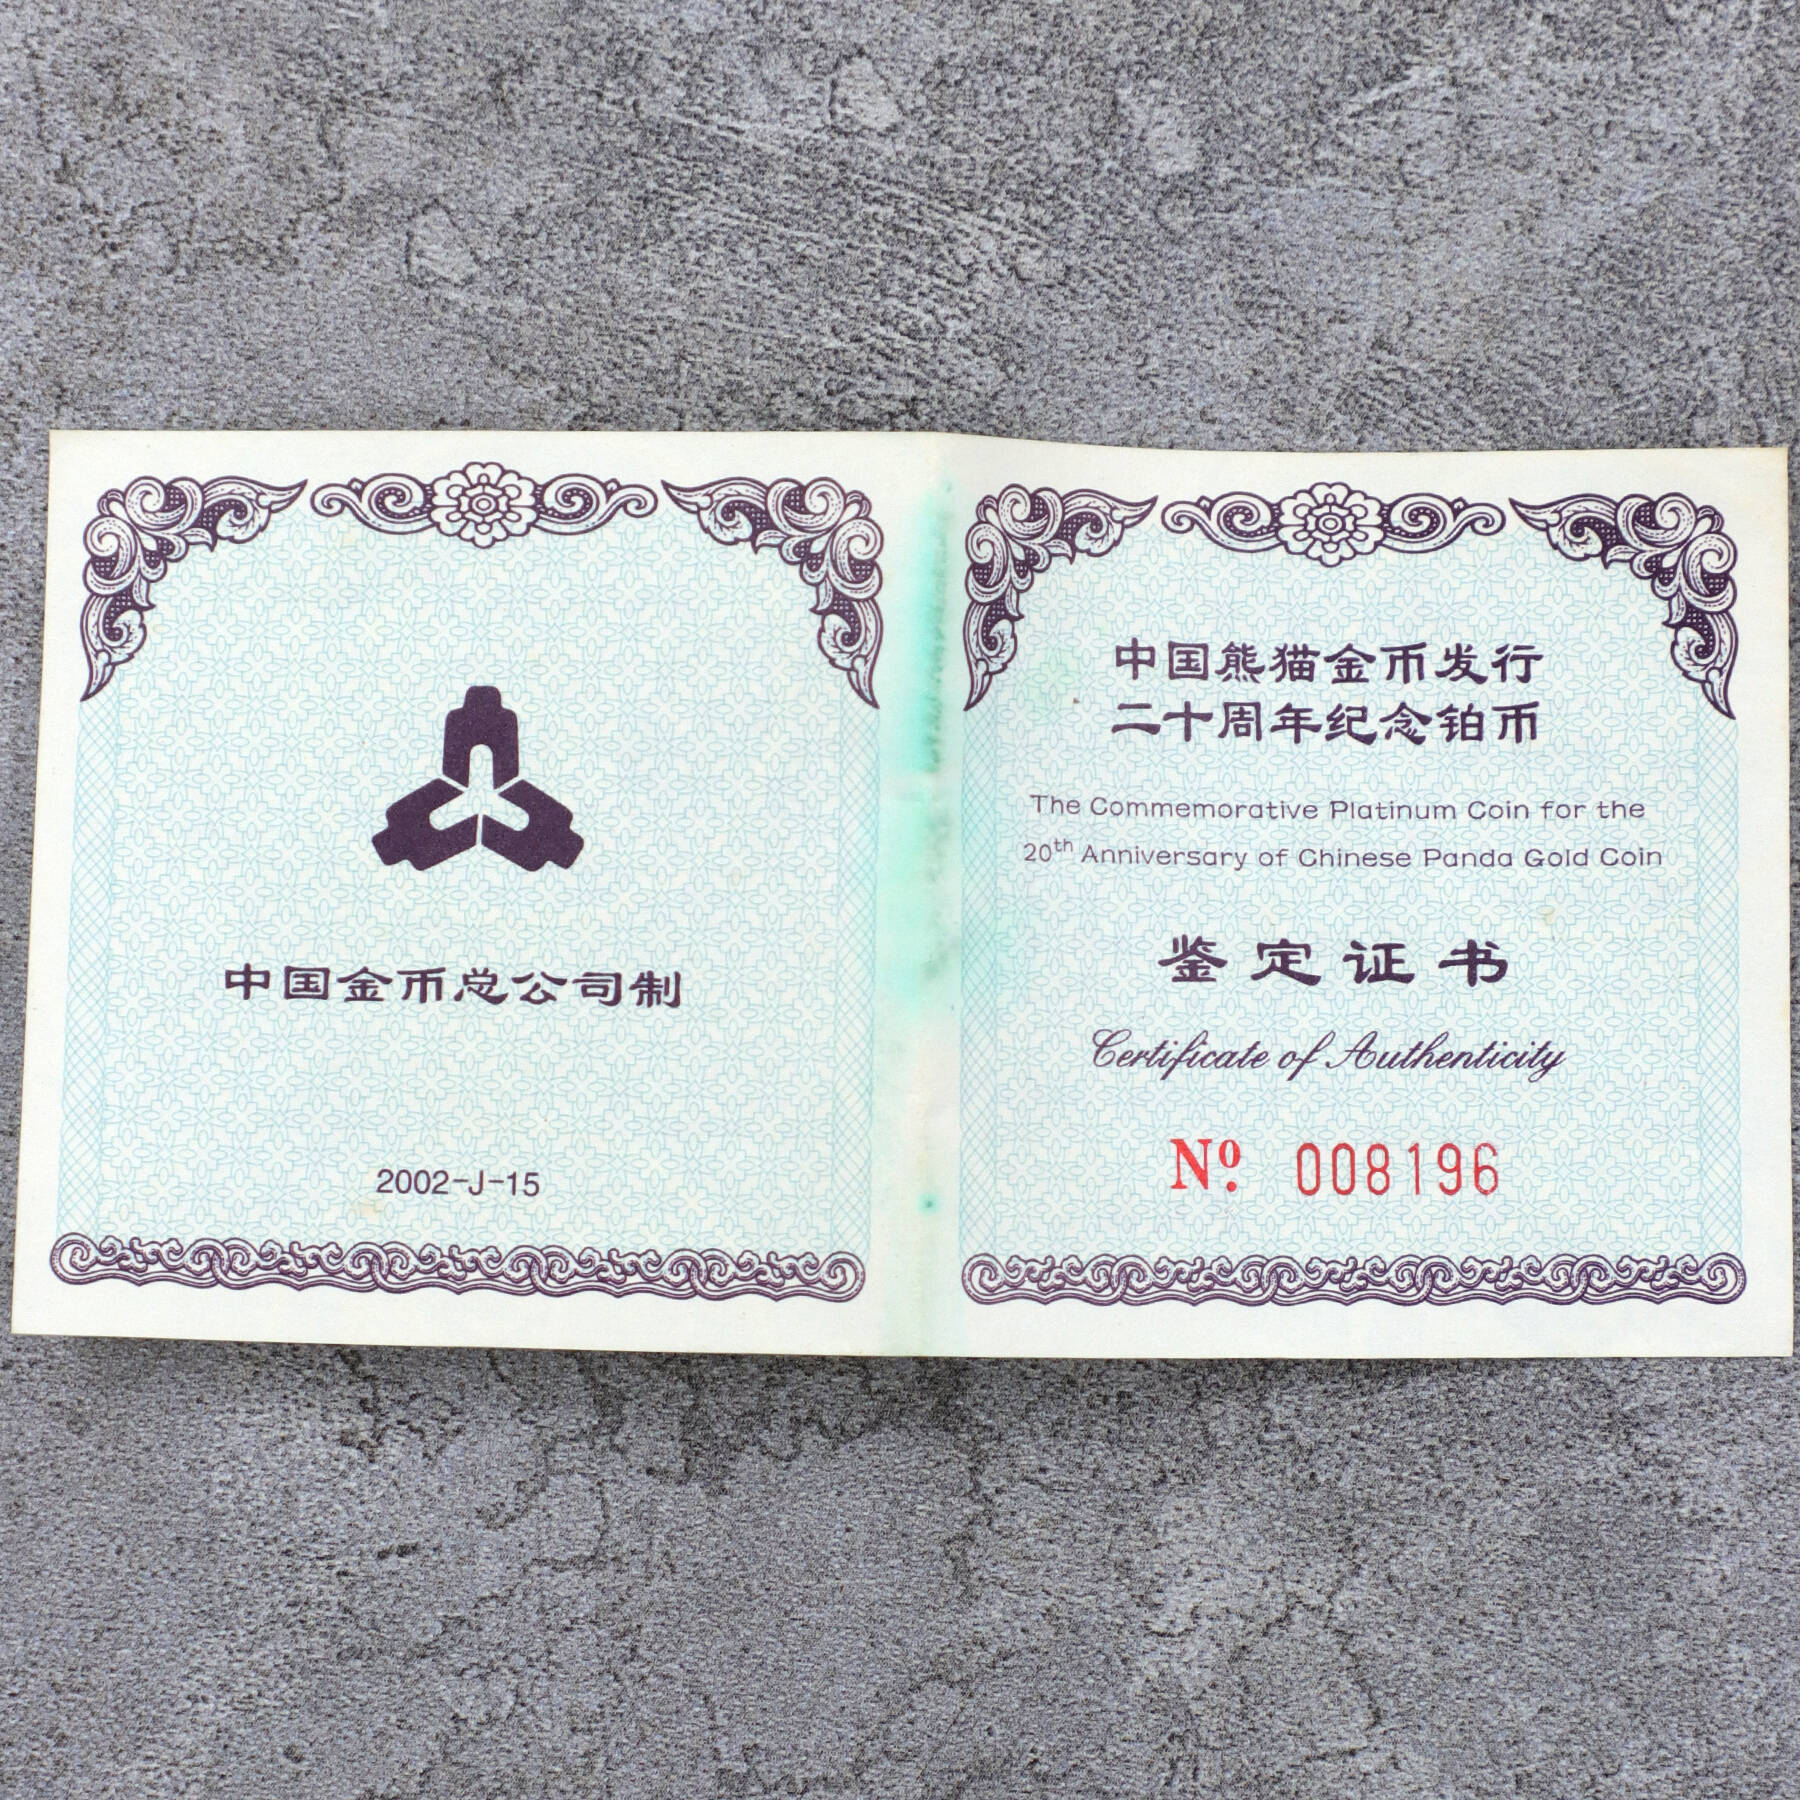 中国金币总公司制
2002-J-15
中国熊猫金币发行
二十周年纪念铂币
The Commemorative Platinum Coin for the
20th Anniversary of Chinese Panda Gold Coin
鉴定证书
Certificate of Authenticity
Nº. 008196